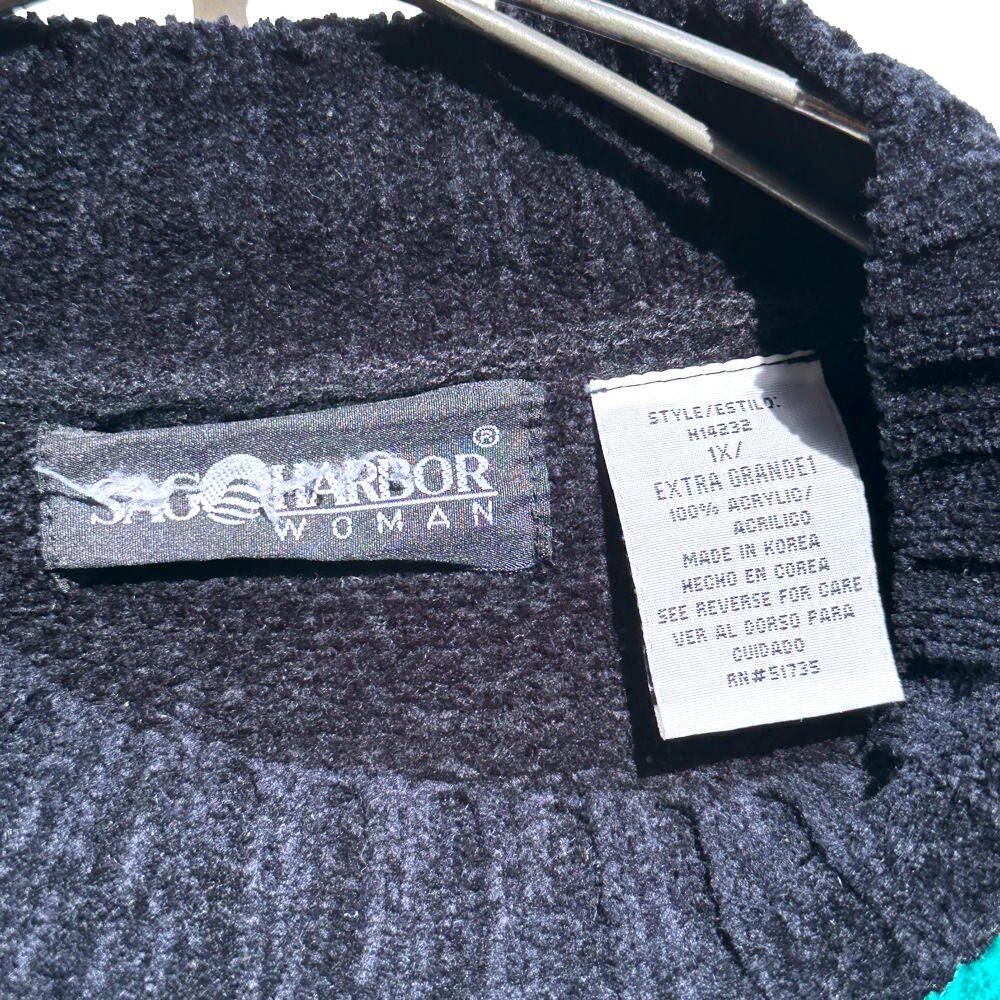 SAG HARBOR®
WOMAN
STYLE/ESTILO:
H14232
1X/
EXTRA GRANDE1
100% ACRYLIC/
ACRILICO
MADE IN KOREA
HECHO EN COREA
SEE REVERSE FOR CARE
VER AL DORSO PARA
CUIDADO
RN#51735